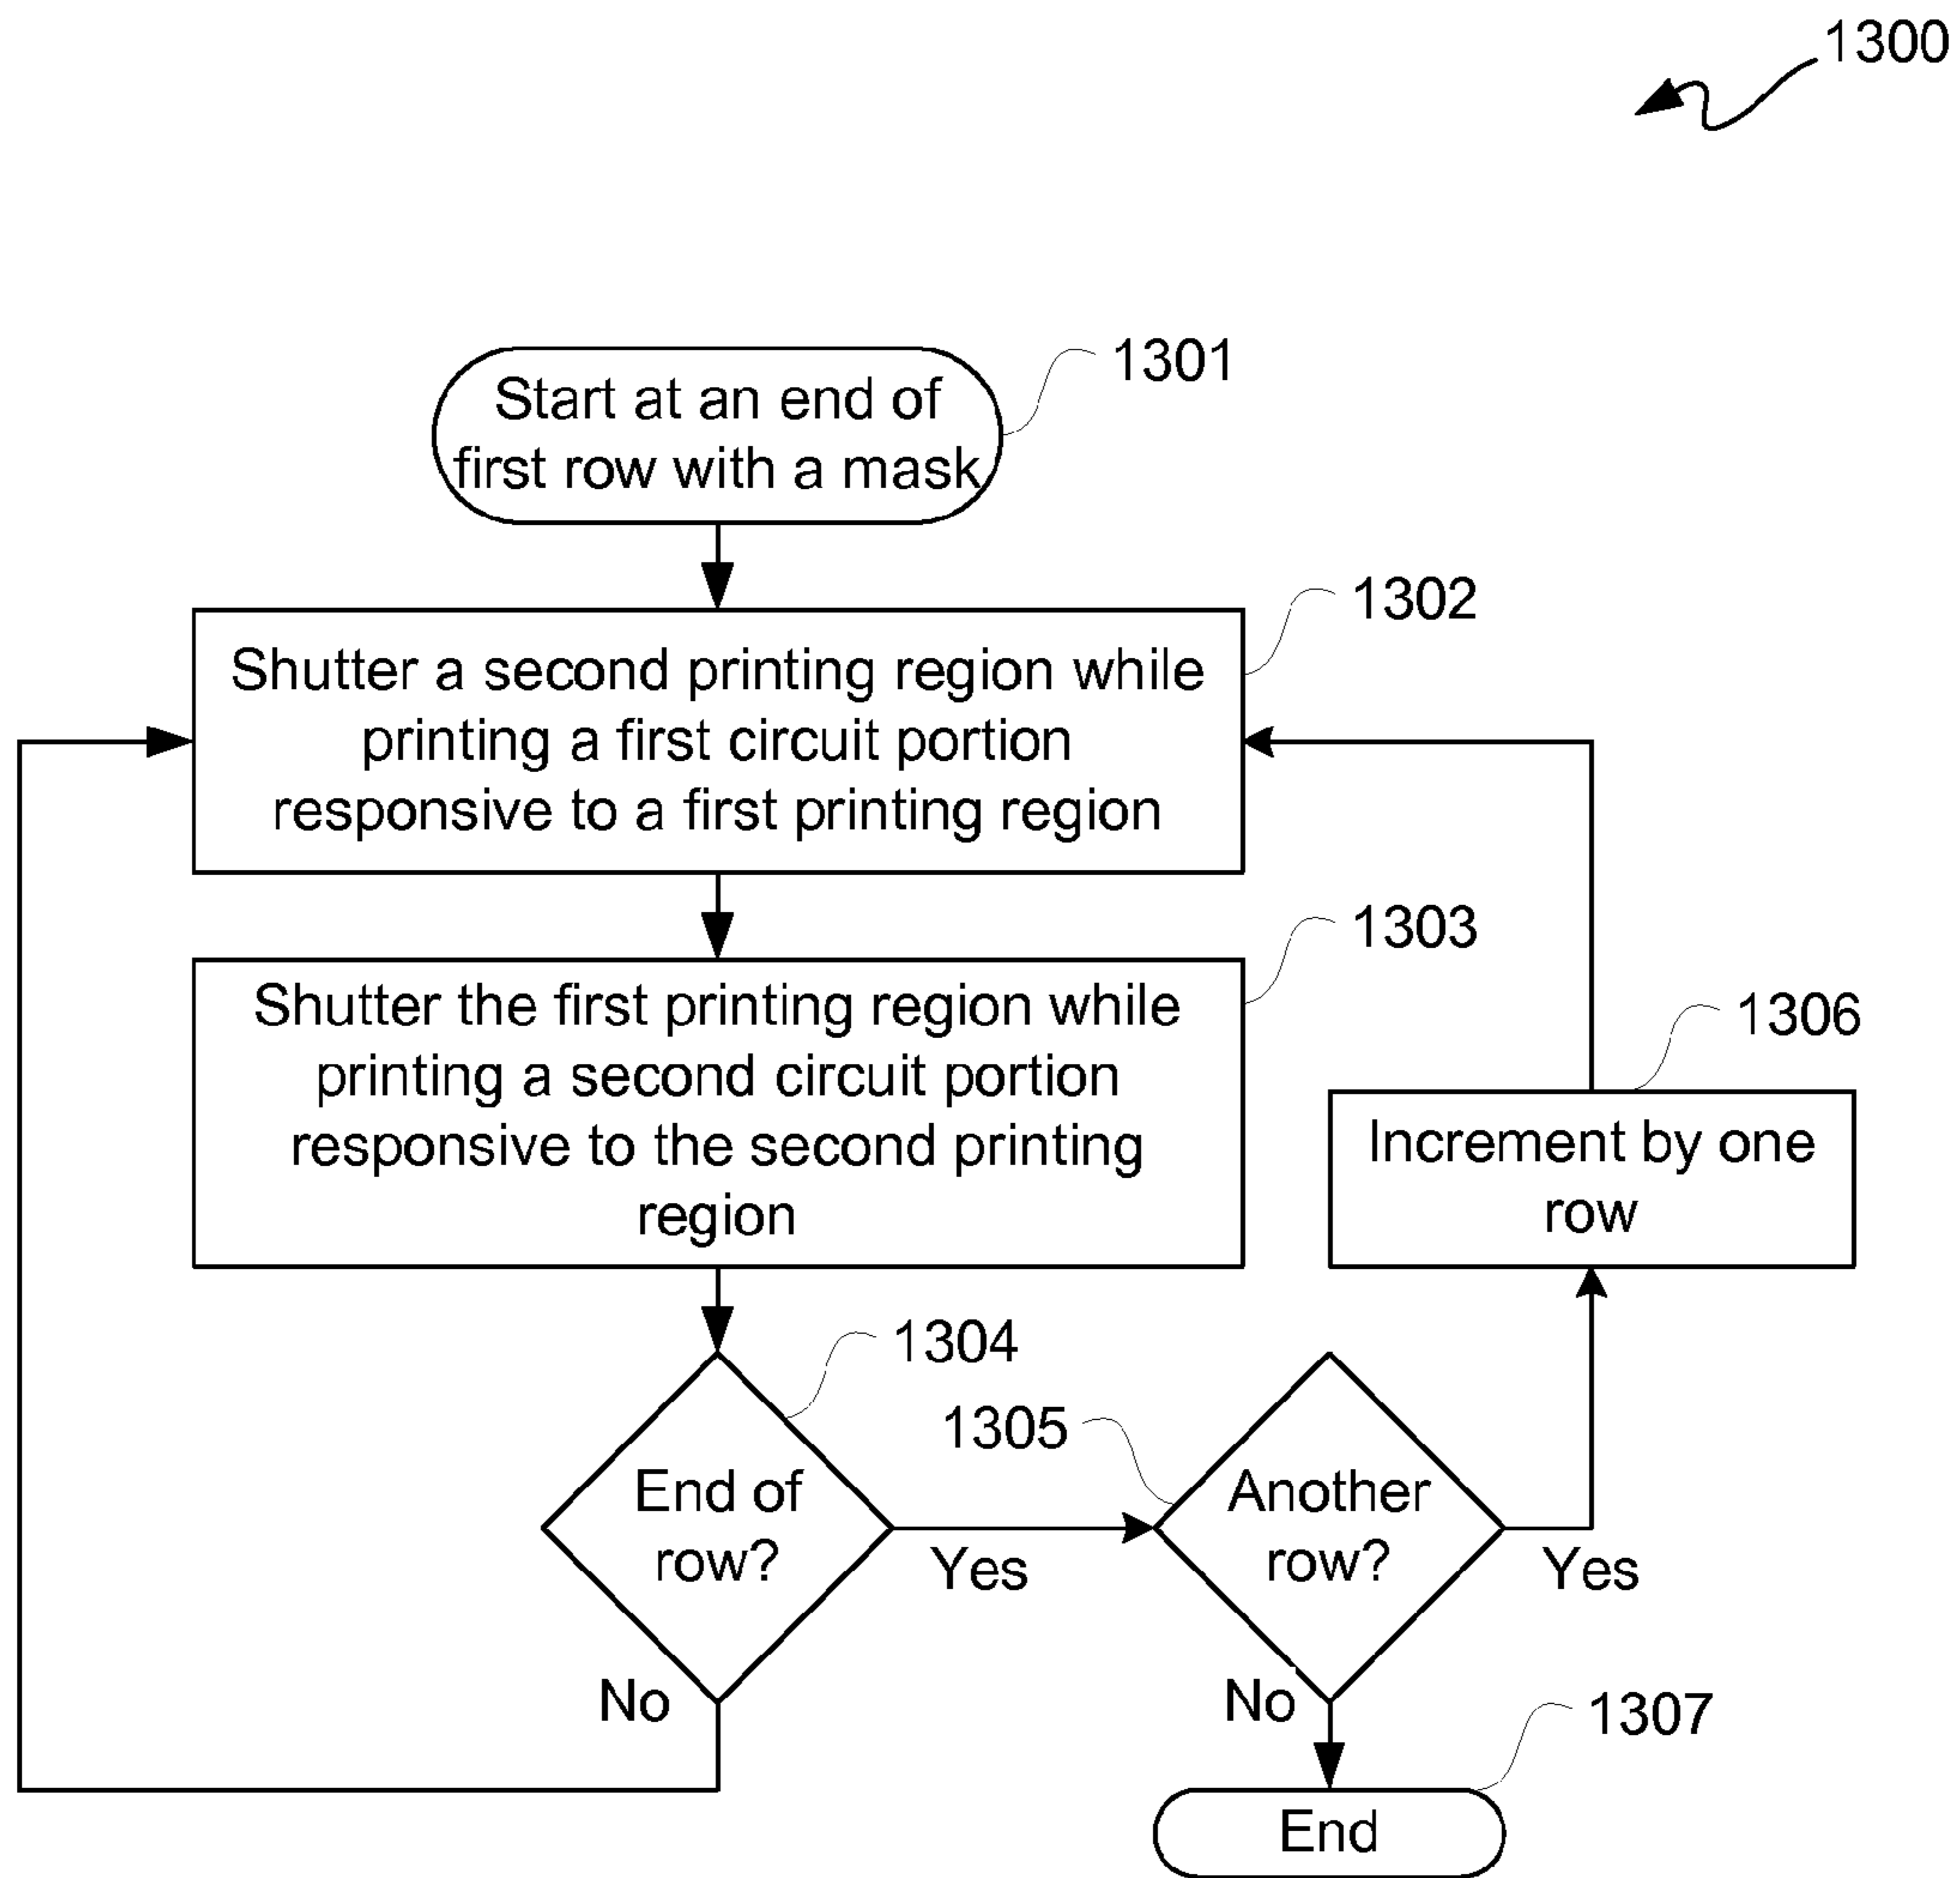 1300
Start at an end of
first row with a mask
1301
1302
Shutter a second printing region while
printing a first circuit portion
responsive to a first printing region
1303
Shutter the first printing region while
printing a second circuit portion
responsive to the second printing
region
1306
Increment by one
row
1304
End of
row?
Yes
No
1305
Another
row?
Yes
No
1307
End